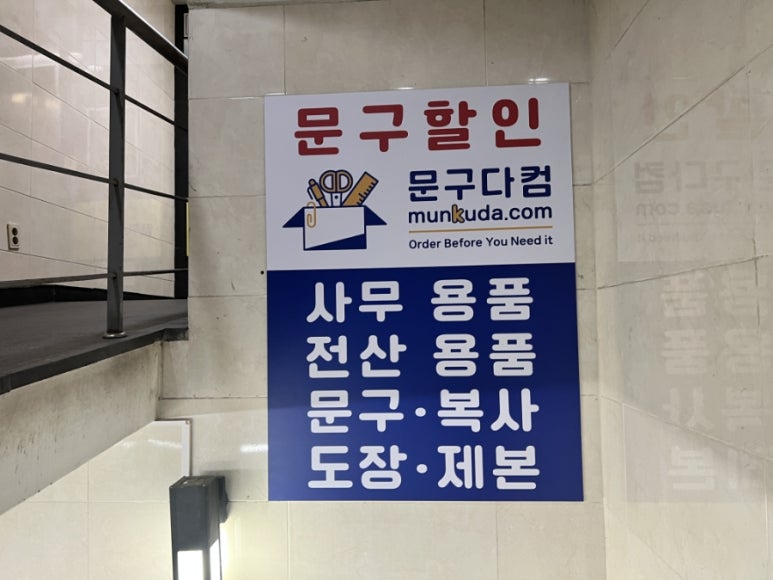 문구할인
문구다컴
munkuda.com
Order Before You Need it
사무 용품
전산 용품
문구·복사
도장·제본